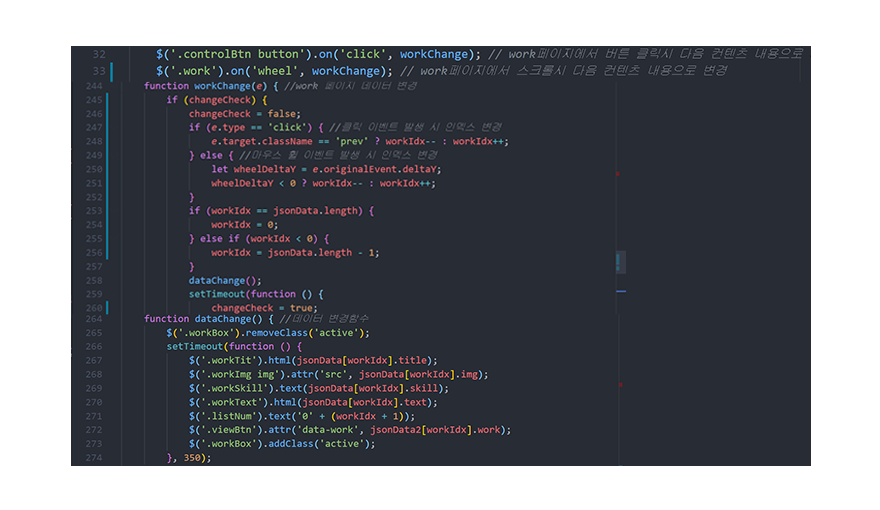 32 $('.controlBtn button').on('click', workChange); // work페이지에서 버튼 클릭시 다음 컨텐츠 내용으로
33 $('.work').on('wheel', workChange); // work페이지에서 스크롤시 다음 컨텐츠 내용으로 변경
244 function workChange(e) { //work 페이지 데이터 변경
245 if (changeCheck) {
246 changeCheck = false;
247 if (e.type == 'click') { //클릭 이벤트 발생 시 인덱스 변경
248 e.target.className == 'prev' ? workIdx-- : workIdx++;
249 } else { //마우스 휠 이벤트 발생 시 인덱스 변경
250 let wheelDeltaY = e.originalEvent.deltaY;
251 wheelDeltaY < 0 ? workIdx-- : workIdx++;
252 }
253 if (workIdx == jsonData.length) {
254 workIdx = 0;
255 } else if (workIdx < 0) {
256 workIdx = jsonData.length - 1;
257 }
258 dataChange();
259 setTimeout(function () {
260 changeCheck = true;
264 function dataChange() { //데이터 변경함수
265 $('.workBox').removeClass('active');
266 setTimeout(function () {
267 $('.workTit').html(jsonData[workIdx].title);
268 $('.workImg img').attr('src', jsonData[workIdx].img);
269 $('.workSkill').text(jsonData[workIdx].skill);
270 $('.workText').html(jsonData[workIdx].text);
271 $('.listNum').text('0' + (workIdx + 1));
272 $('.viewBtn').attr('data-work', jsonData2[workIdx].work);
273 $('.workBox').addClass('active');
274 }, 350);